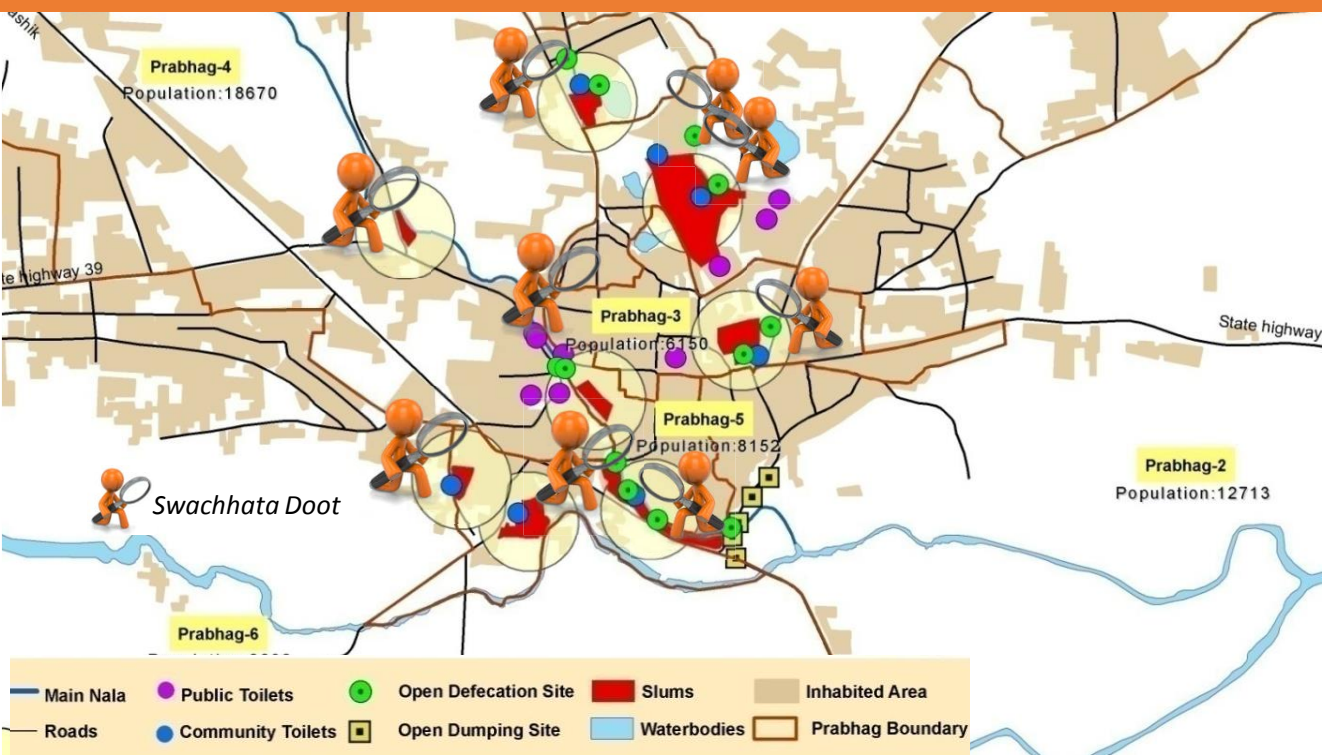 ashik
Prabhag-4
Population:18670
te highway 39
Prabhag-3
Population:6150
State highway
Prabhag-5
Population:8152
Prabhag-2
Population:12713
Swachhata Doot
Prabhag-6
Main Nala
Public Toilets
Open Defecation Site
Slums
Inhabited Area
Roads
Community Toilets
Open Dumping Site
Waterbodies
Prabhag Boundary